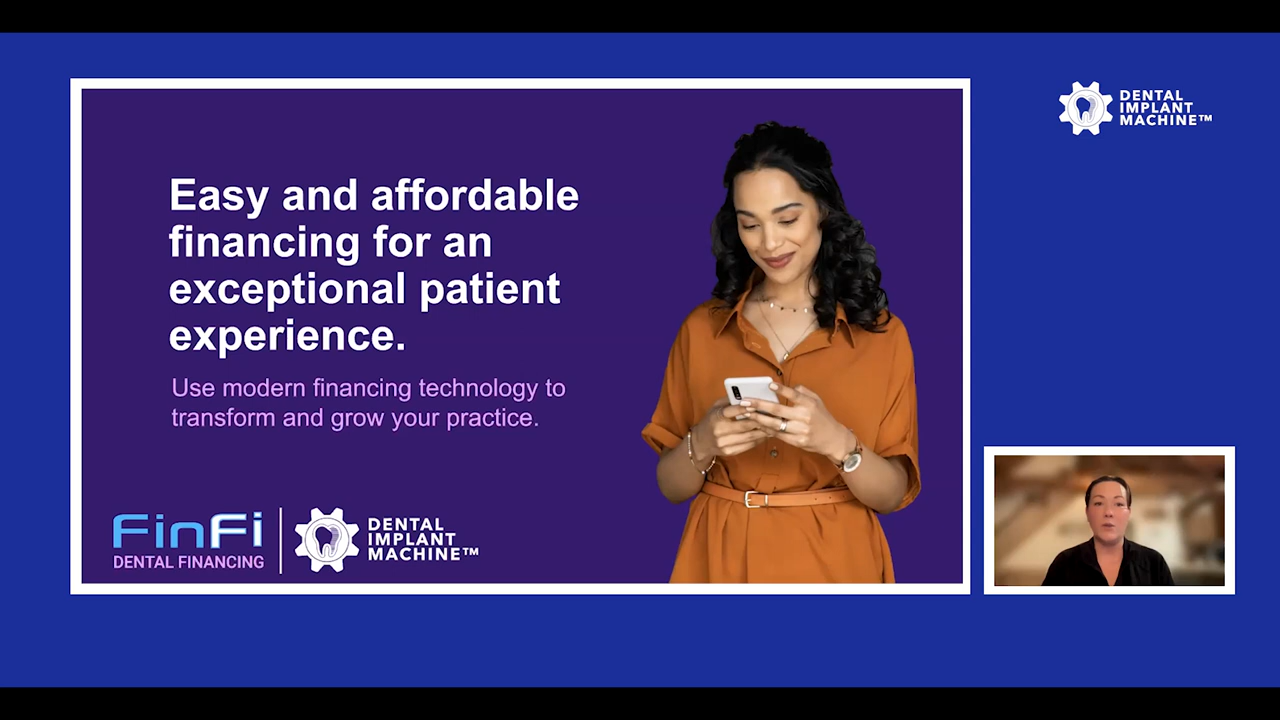 Easy and affordable
financing for an
exceptional patient
experience.
Use modern financing technology to
transform and grow your practice.
FinFi
DENTAL FINANCING
DENTAL
IMPLANT
MACHINE™
DENTAL
IMPLANT
MACHINE™